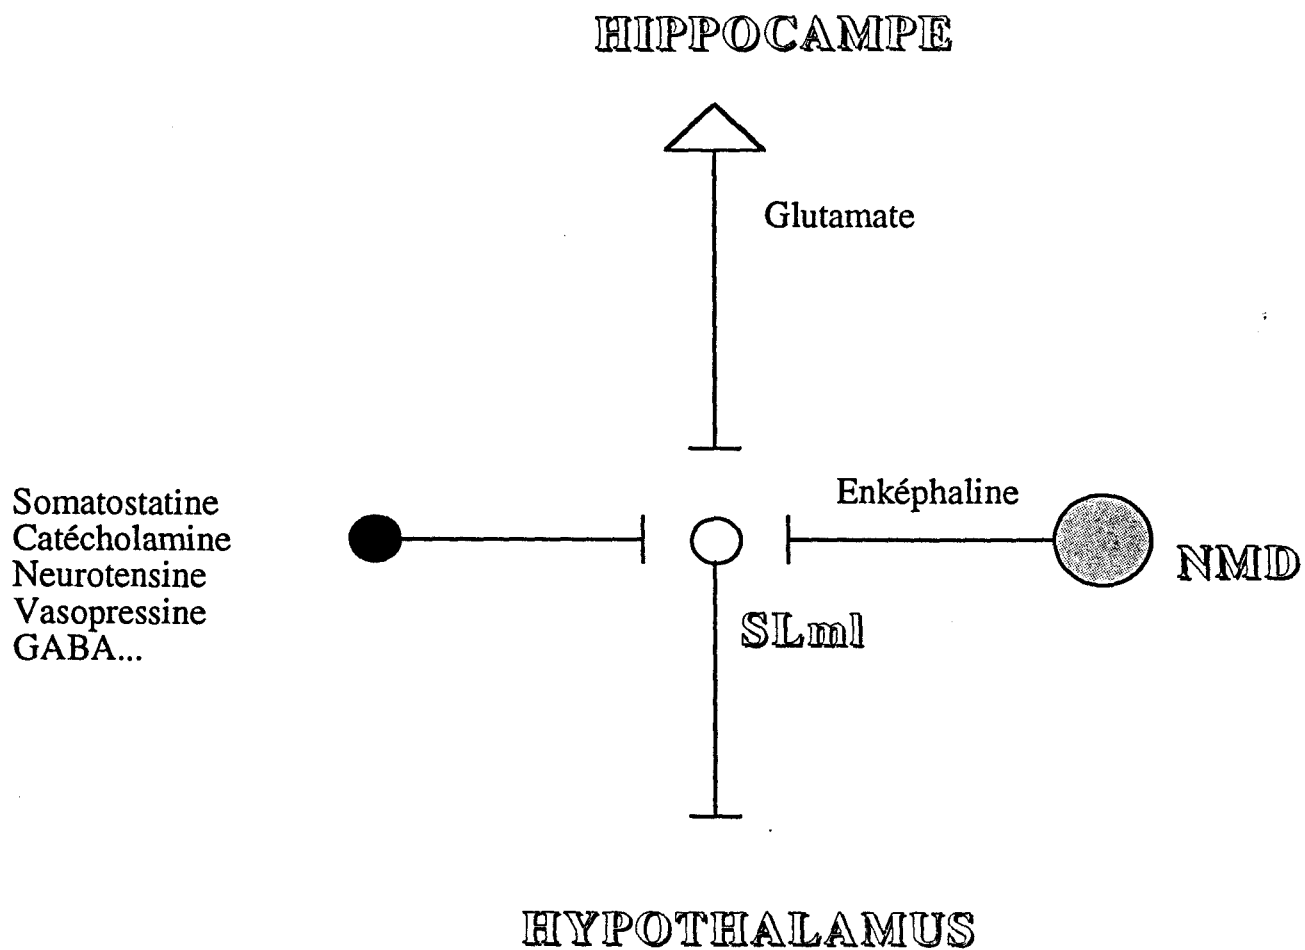 HIPPOCAMPE
Glutamate
Somatostatine
Catécholamine
Neurotensine
Vasopressine
GABA...
Enképhaline
NMD
SLml
HYPOTHALAMUS